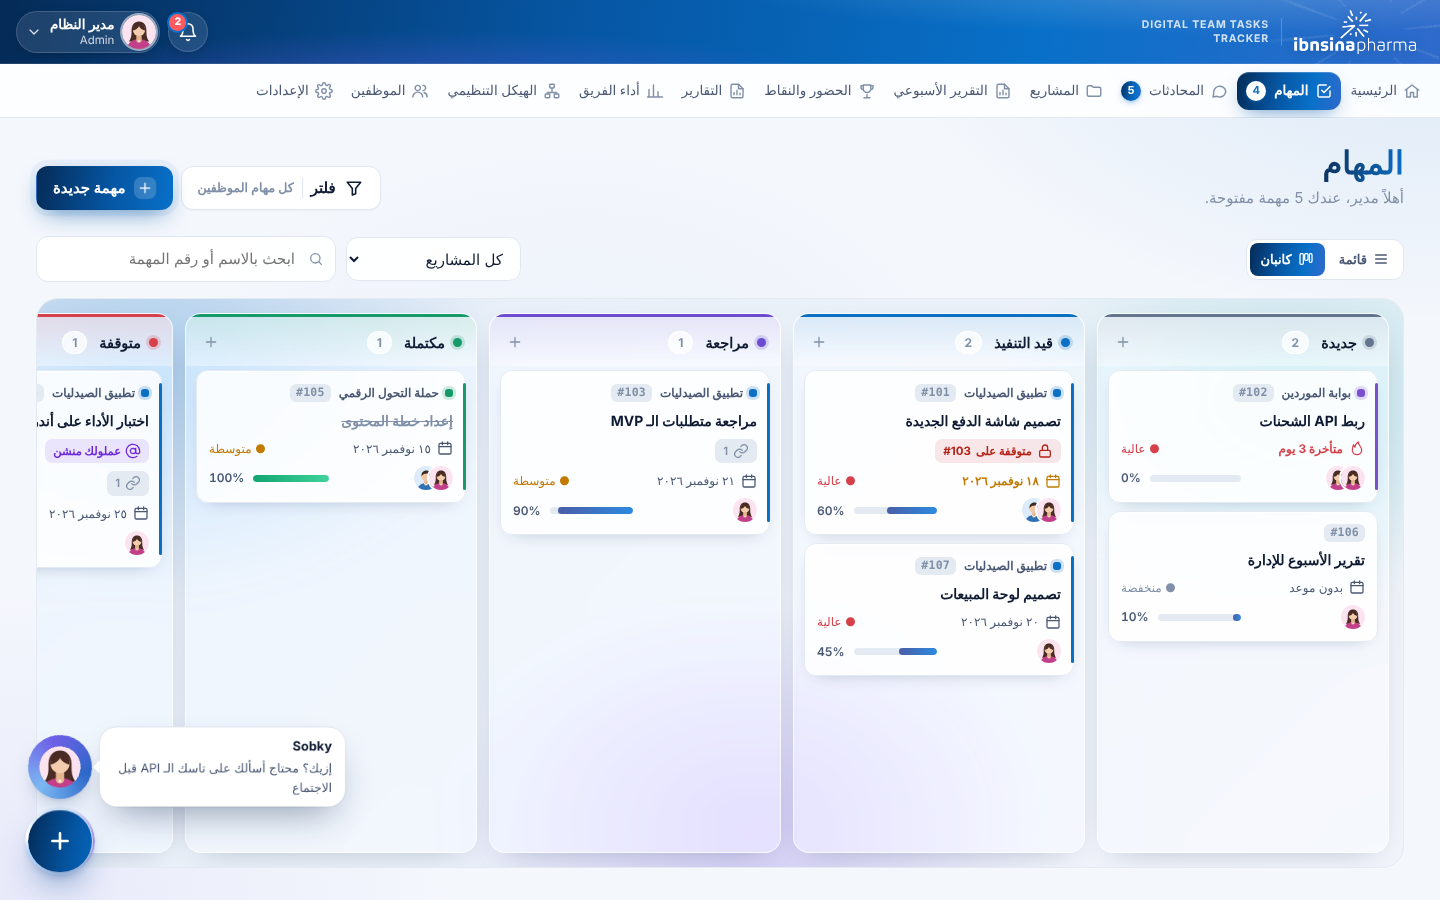 ibnsinapharma
DIGITAL TEAM TASKS
TRACKER
2
مدير النظام
Admin
الرئيسية
المهام 4
المحادثات 5
المشاريع
التقرير الأسبوعي
الحضور والنقاط
التقارير
أداء الفريق
الهيكل التنظيمي
الموظفين
الإعدادات
المهام
أهلاً مدير، عندك 5 مهمة مفتوحة.
فلتر كل مهام الموظفين
مهمة جديدة
قائمة
كانبان
كل المشاريع
ابحث بالاسم أو رقم المهمة
جديدة 2
بوابة الموردين #102
ربط API الشحنات
متأخرة 3 يوم عالية
0%
#106
تقرير الأسبوع للإدارة
بدون موعد منخفضة
10%
قيد التنفيذ 2
تطبيق الصيدليات #101
تصميم شاشة الدفع الجديدة
متوقفة على #103
١٨ نوفمبر ٢٠٢٦ عالية
60%
تطبيق الصيدليات #107
تصميم لوحة المبيعات
٢٠ نوفمبر ٢٠٢٦ عالية
45%
مراجعة 1
تطبيق الصيدليات #103
مراجعة متطلبات الـ MVP
1
٢١ نوفمبر ٢٠٢٦ متوسطة
90%
مكتملة 1
حملة التحول الرقمي #105
إعداد خطة المحتوى
١٥ نوفمبر ٢٠٢٦ متوسطة
100%
متوقفة 1
تطبيق الصيدليات
اختبار الأداء على
عملولك منشن
1
٢٥ نوفمبر ٢٠٢٦
Sobky
إزيك؟ محتاج أسألك على تاسك الـ API قبل
الاجتماع